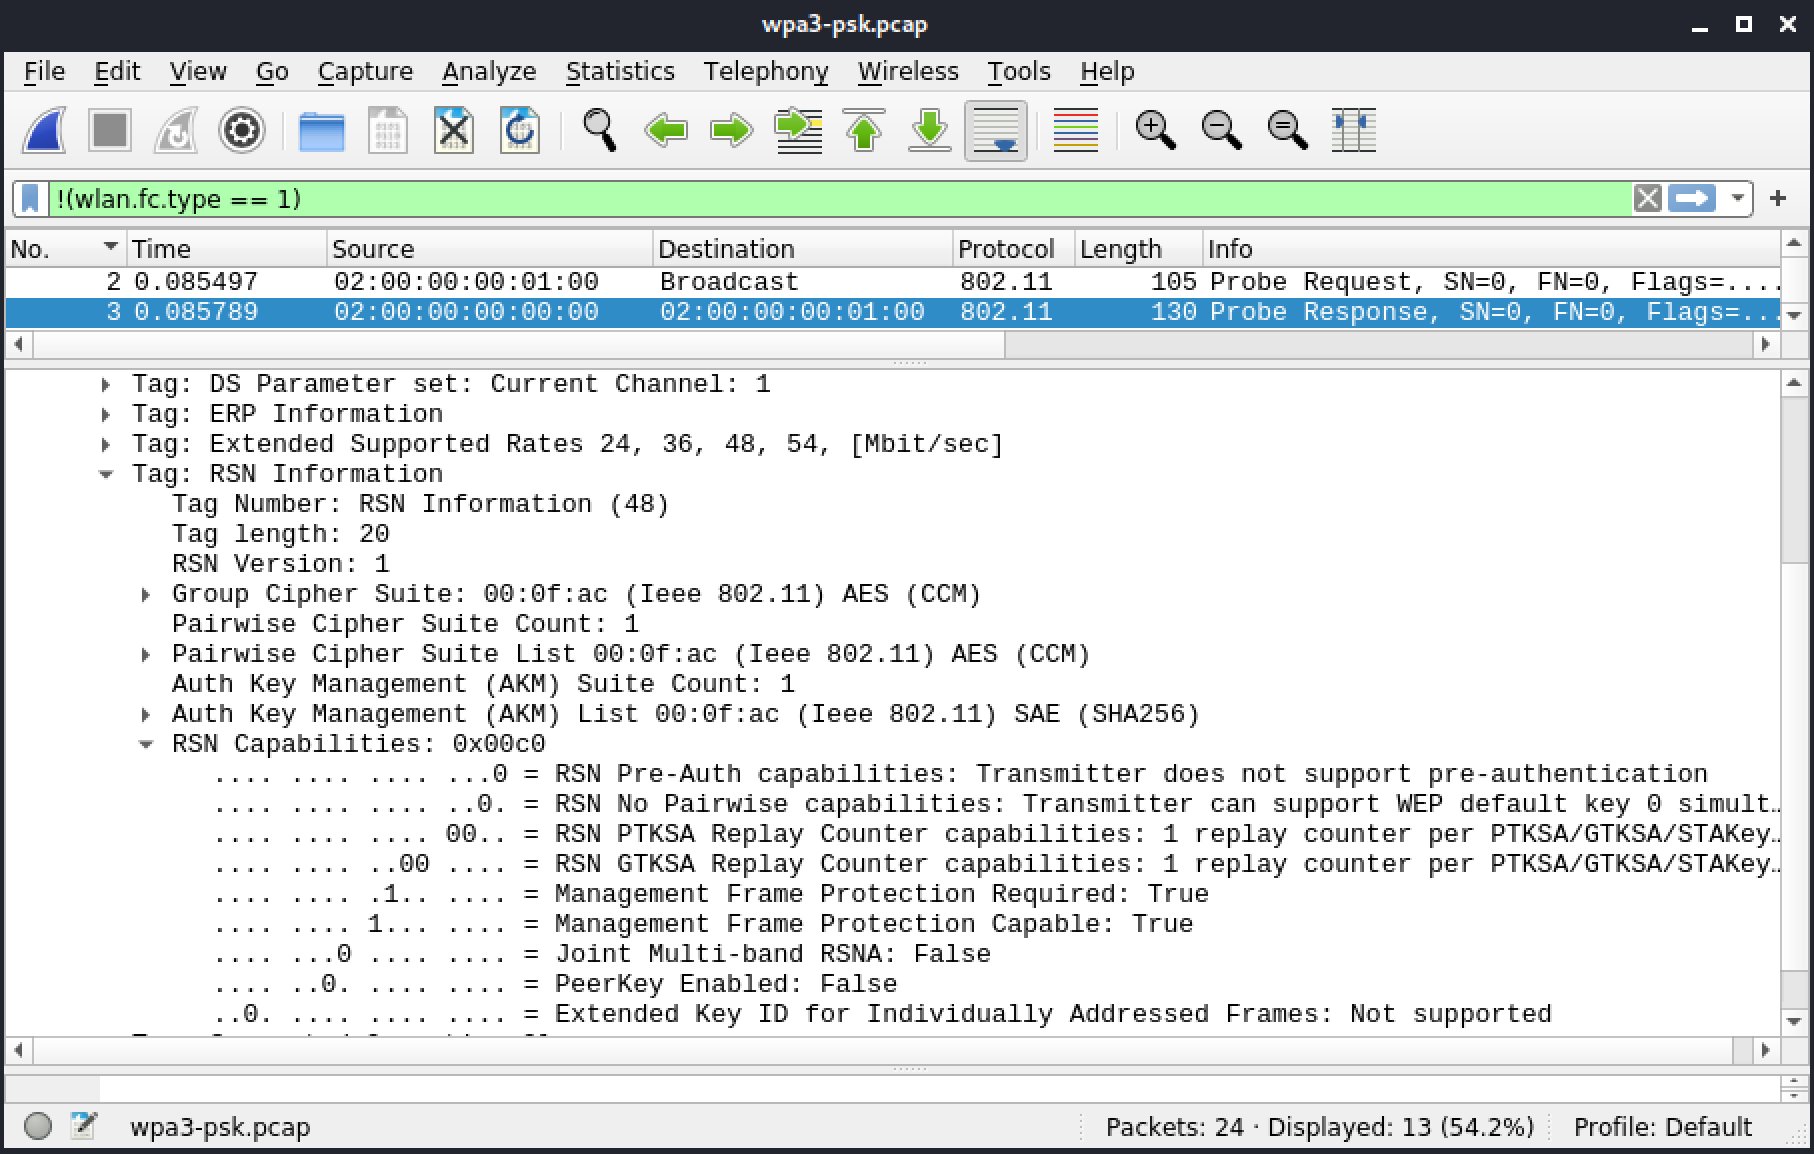 wpa3-psk.pcap
File Edit View Go Capture Analyze Statistics Telephony Wireless Tools Help
!(wlan.fc.type == 1)
No. Time Source Destination Protocol Length Info
2 0.085497 02:00:00:00:01:00 Broadcast 802.11 105 Probe Request, SN=0, FN=0, Flags=....
3 0.085789 02:00:00:00:00:00 02:00:00:00:01:00 802.11 130 Probe Response, SN=0, FN=0, Flags=...
Tag: DS Parameter set: Current Channel: 1
Tag: ERP Information
Tag: Extended Supported Rates 24, 36, 48, 54, [Mbit/sec]
Tag: RSN Information
Tag Number: RSN Information (48)
Tag length: 20
RSN Version: 1
Group Cipher Suite: 00:0f:ac (Ieee 802.11) AES (CCM)
Pairwise Cipher Suite Count: 1
Pairwise Cipher Suite List 00:0f:ac (Ieee 802.11) AES (CCM)
Auth Key Management (AKM) Suite Count: 1
Auth Key Management (AKM) List 00:0f:ac (Ieee 802.11) SAE (SHA256)
RSN Capabilities: 0x00c0
.... .... .... ...0 = RSN Pre-Auth capabilities: Transmitter does not support pre-authentication
.... .... .... ..0. = RSN No Pairwise capabilities: Transmitter can support WEP default key 0 simult…
.... .... .... 00.. = RSN PTKSA Replay Counter capabilities: 1 replay counter per PTKSA/GTKSA/STAKey…
.... .... ..00 .... = RSN GTKSA Replay Counter capabilities: 1 replay counter per PTKSA/GTKSA/STAKey…
.... .... .1.. .... = Management Frame Protection Required: True
.... .... 1... .... = Management Frame Protection Capable: True
.... ...0 .... .... = Joint Multi-band RSNA: False
.... ..0. .... .... = PeerKey Enabled: False
..0. .... .... .... = Extended Key ID for Individually Addressed Frames: Not supported
wpa3-psk.pcap Packets: 24 · Displayed: 13 (54.2%) Profile: Default